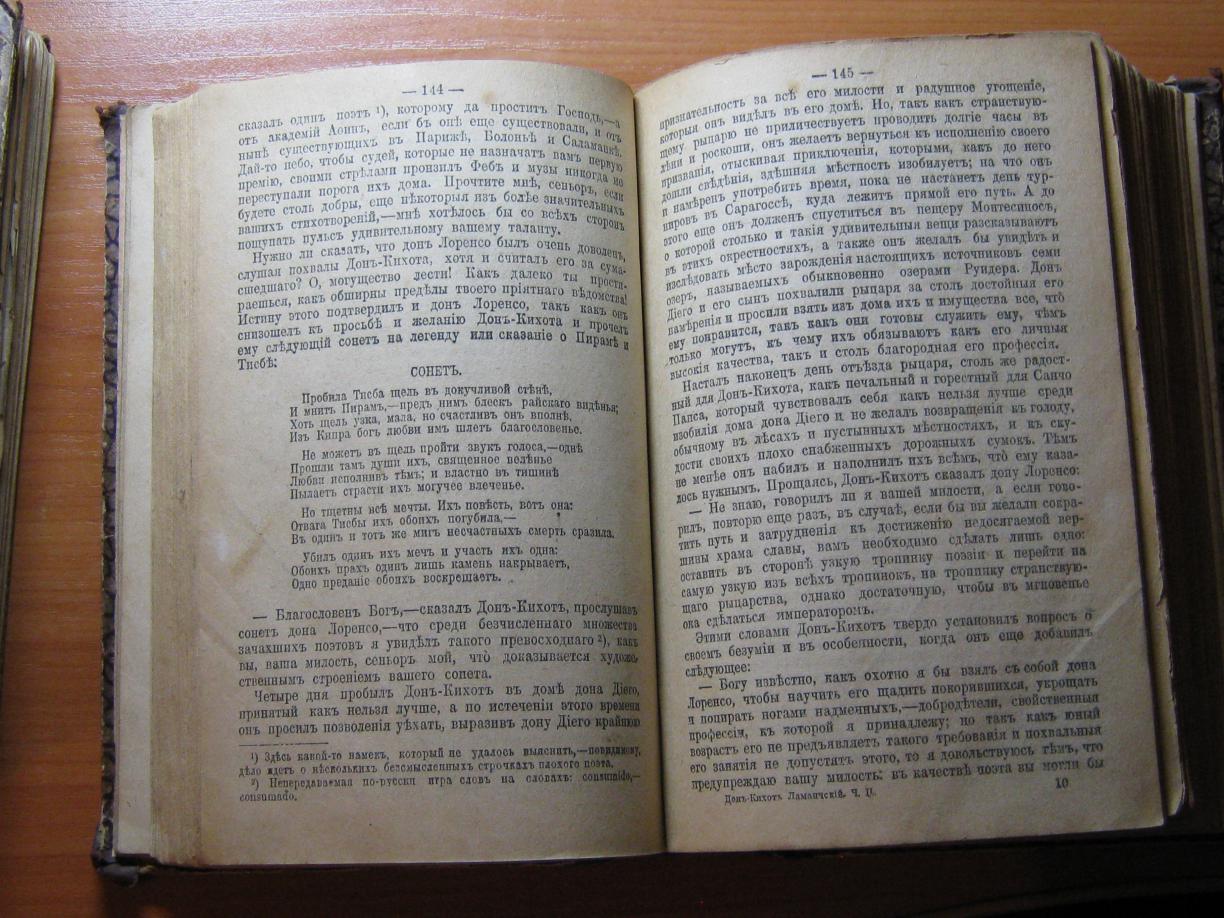 — 144 —
сказалъ одинъ поэтъ ¹), которому да проститъ Господь,—а
отъ академій Аѳинъ, если бъ онѣ еще существовали, и отъ
нынѣ существующихъ въ Парижѣ, Болоньѣ и Саламанкѣ.
Дай-то небо, чтобы судей, которые не назначатъ вамъ первую
премію, своими стрѣлами пронзилъ Фебъ и музы никогда не
переступали порога ихъ дома. Прочтите мнѣ, сеньоръ, если
будете столь добры, еще нѣкоторыя изъ болѣе значительныхъ
вашихъ стихотвореній,—мнѣ хотѣлось бы со всѣхъ сторонъ
пощупать пульсъ удивительному вашему таланту.
Нужно ли сказать, что донъ Лоренсо былъ очень доволенъ,
слушая похвалы Донъ-Кихота, хотя и считалъ его за сума-
сшедшаго? О, могущество лести! Какъ далеко ты прости-
раешься, какъ обширны предѣлы твоего пріятнаго вѣдомства!
Истину этого подтвердилъ и донъ Лоренсо, такъ какъ онъ
снизошелъ къ просьбѣ и желанію Донъ-Кихота и прочелъ
ему слѣдующій сонетъ на легенду или сказаніе о Пирамѣ и
Тисбѣ:
СОНЕТЪ.
Пробила Тисба щель въ докучливой стѣнѣ,
И мнитъ Пирамъ,—предъ нимъ блескъ райскаго видѣнья;
Хоть щель узка, мала, но счастливъ онъ вполнѣ,
Изъ Кипра богъ любви имъ шлетъ благословенье.
Не можетъ въ щель пройти звукъ голоса,—однѣ
Прошли тамъ души ихъ, священное велѣнье
Любви исполнивъ тѣмъ; и властно въ тишинѣ
Пылаетъ страсти ихъ могучее влеченье.
Но тщетны всѣ мечты. Ихъ повѣсть, вотъ она:
Отвага Тисбы ихъ обоихъ погубила,—
Въ одинъ и тотъ же мигъ несчастныхъ смерть сразила.
Убилъ одинъ ихъ мечъ и участь ихъ одна:
Обоихъ прахъ одинъ лишь камень накрываетъ,
Одно преданіе обоихъ воскрешаетъ.
— Благословенъ Богъ,—сказалъ Донъ-Кихотъ, прослушавъ
сонетъ дона Лоренсо,—что среди безчисленнаго множества
зачахшихъ поэтовъ я увидѣлъ такого превосходнаго ²), какъ
вы, ваша милость, сеньоръ мой, что́ доказывается художе-
ственнымъ строеніемъ вашего сонета.
Четыре дня пробылъ Донъ-Кихотъ въ домѣ дона Діего,
принятый какъ нельзя лучше, а по истеченіи этого времени
онъ просилъ позволенія уѣхать, выразивъ дону Діего крайнюю
¹) Здѣсь какой-то намекъ, который не удалось выяснить,—повидимому,
дѣло идетъ о нѣсколькихъ безсмысленныхъ строчкахъ плохого поэта.
²) Непередаваемая по-русски игра словъ на словахъ: consumido,—
consumado.
— 145 —
признательность за всѣ его милости и радушное угощеніе,
которыя онъ видѣлъ въ его домѣ. Но, такъ какъ странствую-
щему рыцарю не приличествуетъ проводить долгіе часы въ
лѣни и роскоши, онъ желаетъ вернуться къ исполненію своего
призванія, отыскивая приключенія, которыми, какъ до него
дошли свѣдѣнія, здѣшняя мѣстность изобилуетъ; на что онъ
и намѣренъ употребить время, пока не настанетъ день тур-
нировъ въ Сарагоссѣ, куда лежитъ прямой его путь. А до
этого еще онъ долженъ спуститься въ пещеру Монтесиносъ,
о которой столько и такія удивительныя вещи разсказываютъ
въ этихъ окрестностяхъ, а также онъ желалъ бы увидѣть и
изслѣдовать мѣсто зарожденія настоящихъ источниковъ семи
озеръ, называемыхъ обыкновенно озерами Руидера. Донъ
Діего и его сынъ похвалили рыцаря за столь достойныя его
намѣренія и просили взять изъ дома ихъ и имущества все, что́
ему понравится, такъ какъ они готовы служить ему, чѣмъ
только могутъ, къ чему ихъ обязываютъ какъ его личныя
высокія качества, такъ и столь благородная его профессія.
Насталъ наконецъ день отъѣзда рыцаря, столь же радост-
ный для Донъ-Кихота, какъ печальный и горестный для Санчо
Панса, который чувствовалъ себя какъ нельзя лучше среди
изобилія дома дона Діего и не желалъ возвращенія къ голоду,
обычному въ лѣсахъ и пустынныхъ мѣстностяхъ, и къ ску-
дости своихъ плохо снабженныхъ дорожныхъ сумокъ. Тѣмъ
не менѣе онъ набилъ и наполнилъ ихъ всѣмъ, что́ ему каза-
лось нужнымъ. Прощаясь, Донъ-Кихотъ сказалъ дону Лоренсо:
— Не знаю, говорилъ ли я вашей милости, а если гово-
рилъ, повторю еще разъ, въ случаѣ, если бы вы желали сокра-
тить путь и затрудненія къ достиженію недосягаемой вер-
шины храма славы, вамъ необходимо сдѣлать лишь одно:
оставить въ сторонѣ узкую тропинку поэзіи и перейти на
самую узкую изъ всѣхъ тропинокъ, на тропинку странствую-
щаго рыцарства, однако достаточную, чтобы въ мгновенье
ока сдѣлаться императоромъ.
Этими словами Донъ-Кихотъ твердо установилъ вопросъ о
своемъ безуміи и въ особенности, когда онъ еще добавилъ
слѣдующее:
— Богу извѣстно, какъ охотно я бы взялъ съ собой дона
Лоренсо, чтобы научить его щадить покорившихся, укрощать
и попирать ногами надменныхъ,—добродѣтели, свойственныя
профессіи, къ которой я принадлежу; но такъ какъ юный
возрастъ его не предъявляетъ такого требованія и похвальныя
его занятія не допустятъ этого, то я довольствуюсь тѣмъ, что
предупреждаю вашу милость: въ качествѣ поэта вы могли бы
Донъ-Кихотъ Ламанчскій. Ч. II.
10